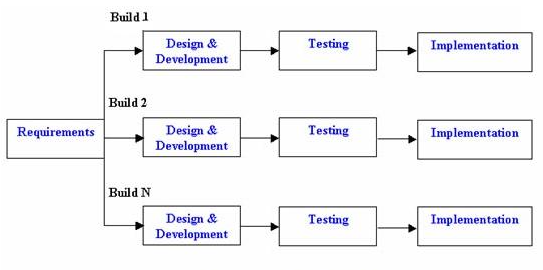 Build 1
Design &
Development
Testing
Implementation
Build 2
Requirements
Design &
Development
Testing
Implementation
Build N
Design &
Development
Testing
Implementation